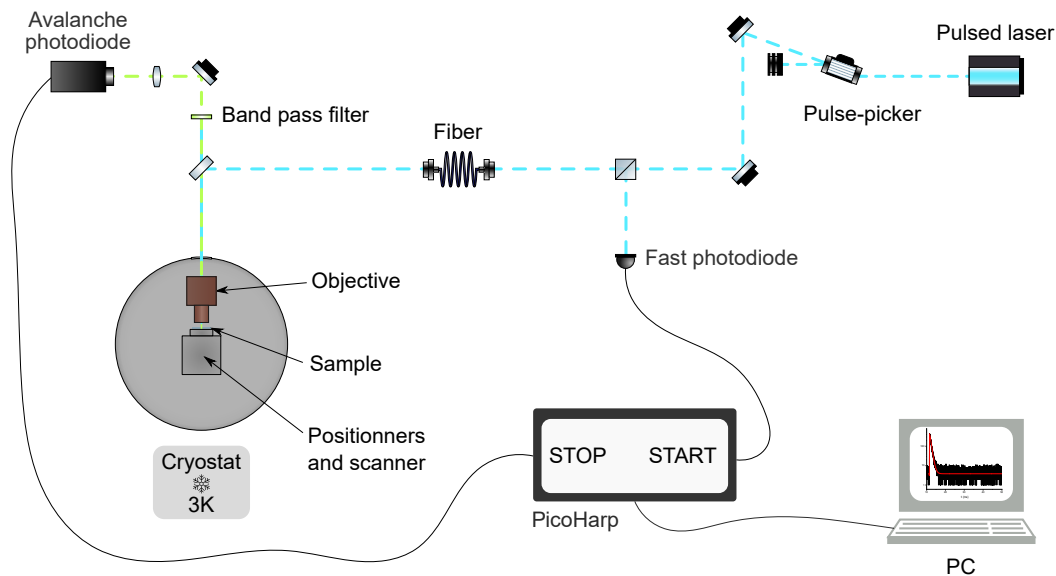 Avalanche
photodiode
Pulsed laser
Band pass filter
Pulse-picker
Fiber
Fast photodiode
Objective
Sample
Positionners
and scanner
Cryostat
3K
STOP
START
PicoHarp
PC